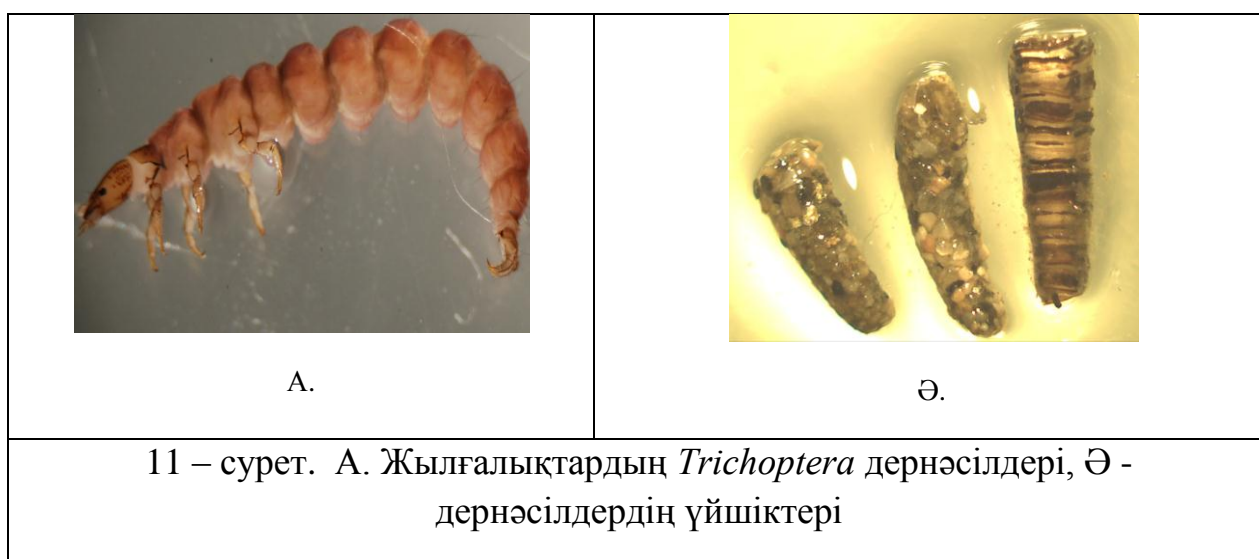 А.
Ә.
11 – сурет. А. Жылғалықтардың Trichoptera дернәсілдері, Ә -
дернәсілдердің үйшіктері